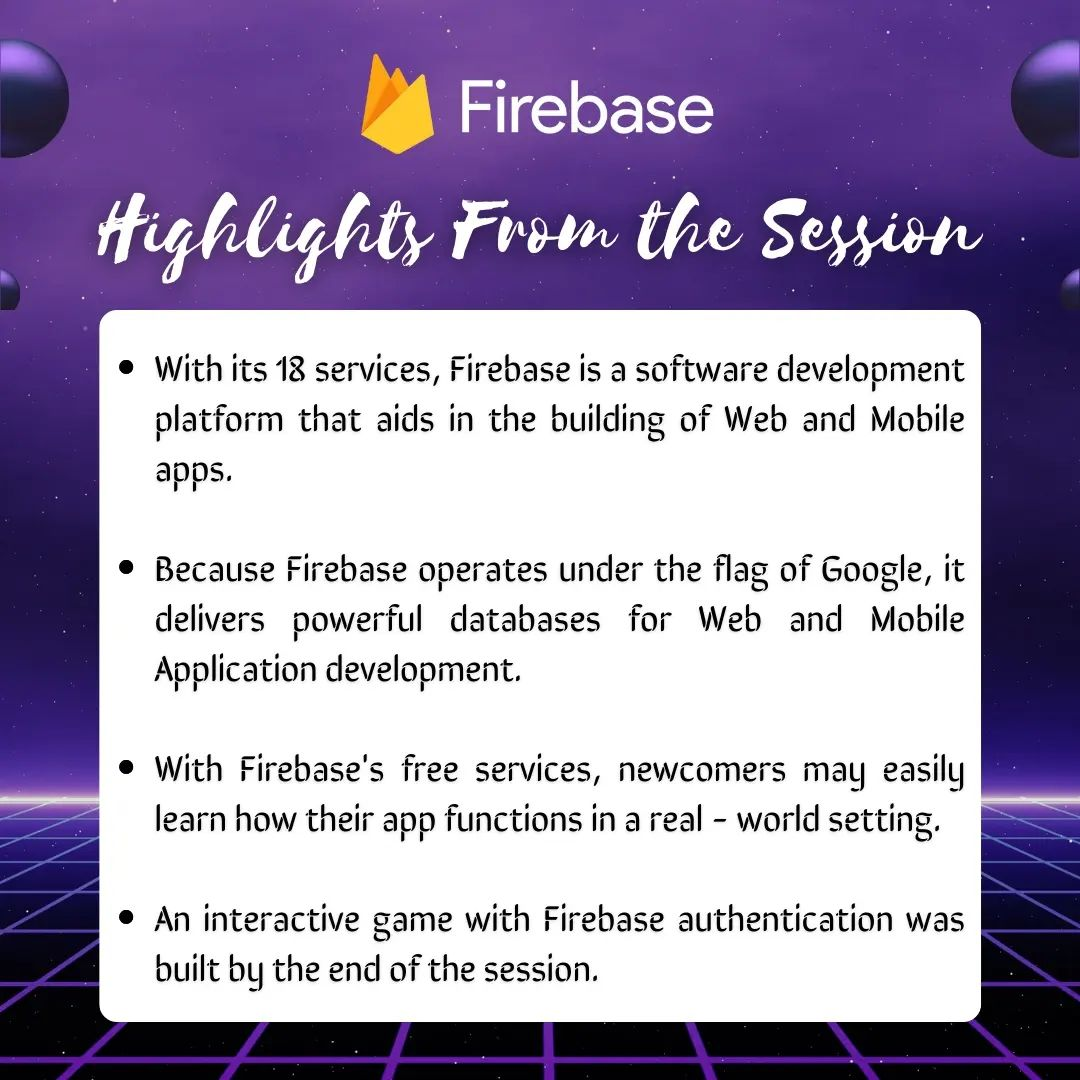 Firebase
Highlights From the Session
• With its 18 services, Firebase is a software development
platform that aids in the building of Web and Mobile
apps.
• Because Firebase operates under the flag of Google, it
delivers powerful databases for Web and Mobile
Application development.
• With Firebase's free services, newcomers may easily
learn how their app functions in a real - world setting.
• An interactive game with Firebase authentication was
built by the end of the session.